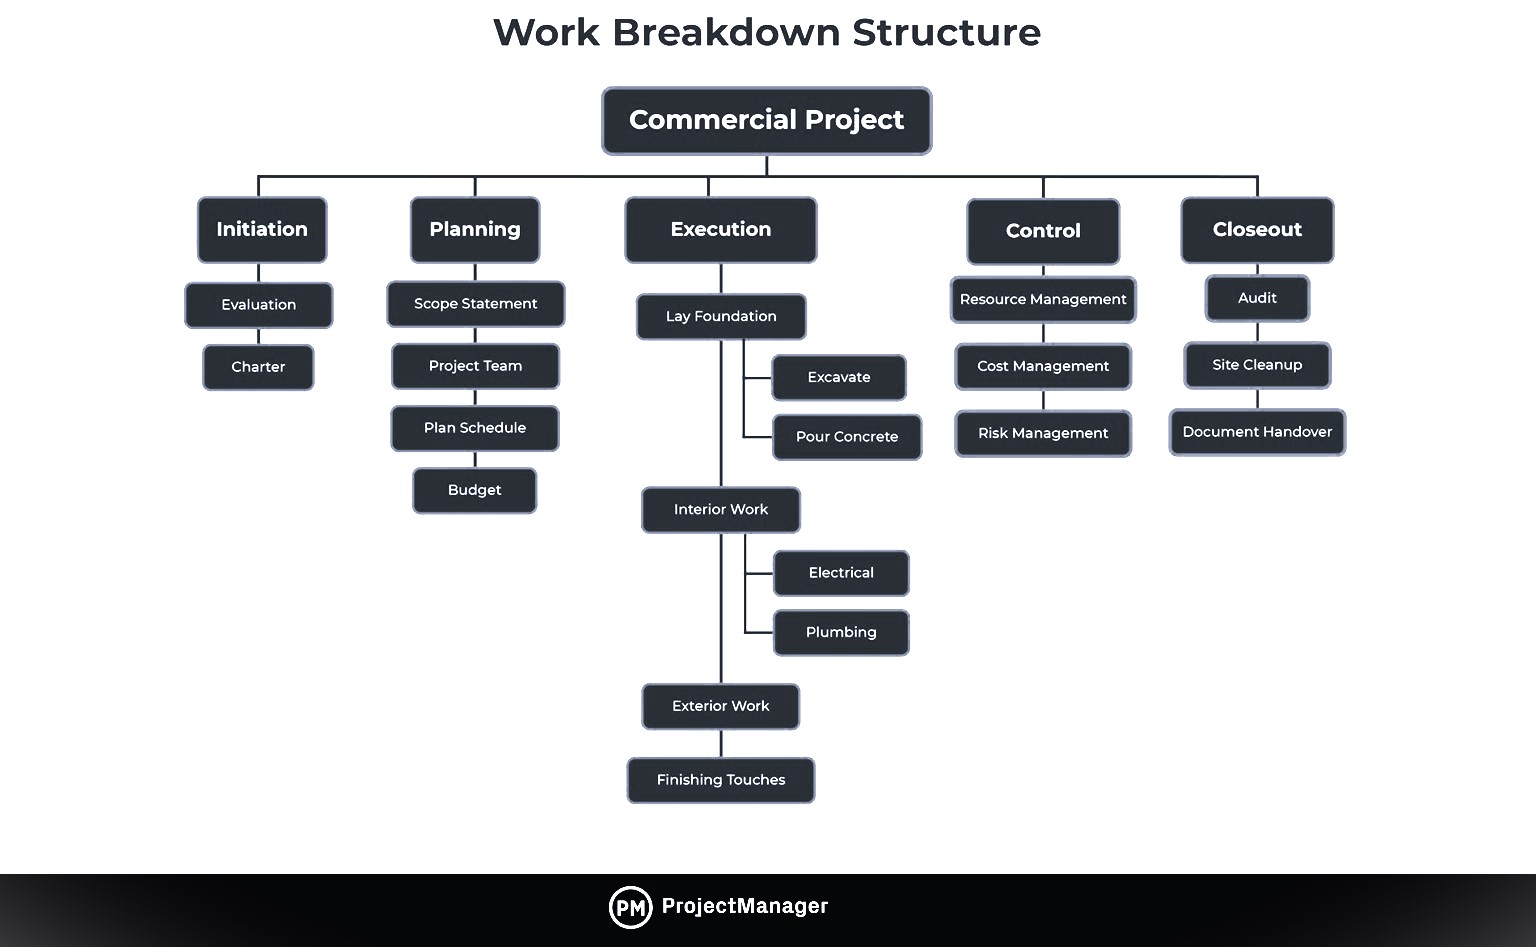 Work Breakdown Structure
Commercial Project
Initiation
Evaluation
Charter
Planning
Scope Statement
Project Team
Plan Schedule
Budget
Execution
Lay Foundation
Excavate
Pour Concrete
Interior Work
Electrical
Plumbing
Exterior Work
Finishing Touches
Control
Resource Management
Cost Management
Risk Management
Closeout
Audit
Site Cleanup
Document Handover
PM ProjectManager